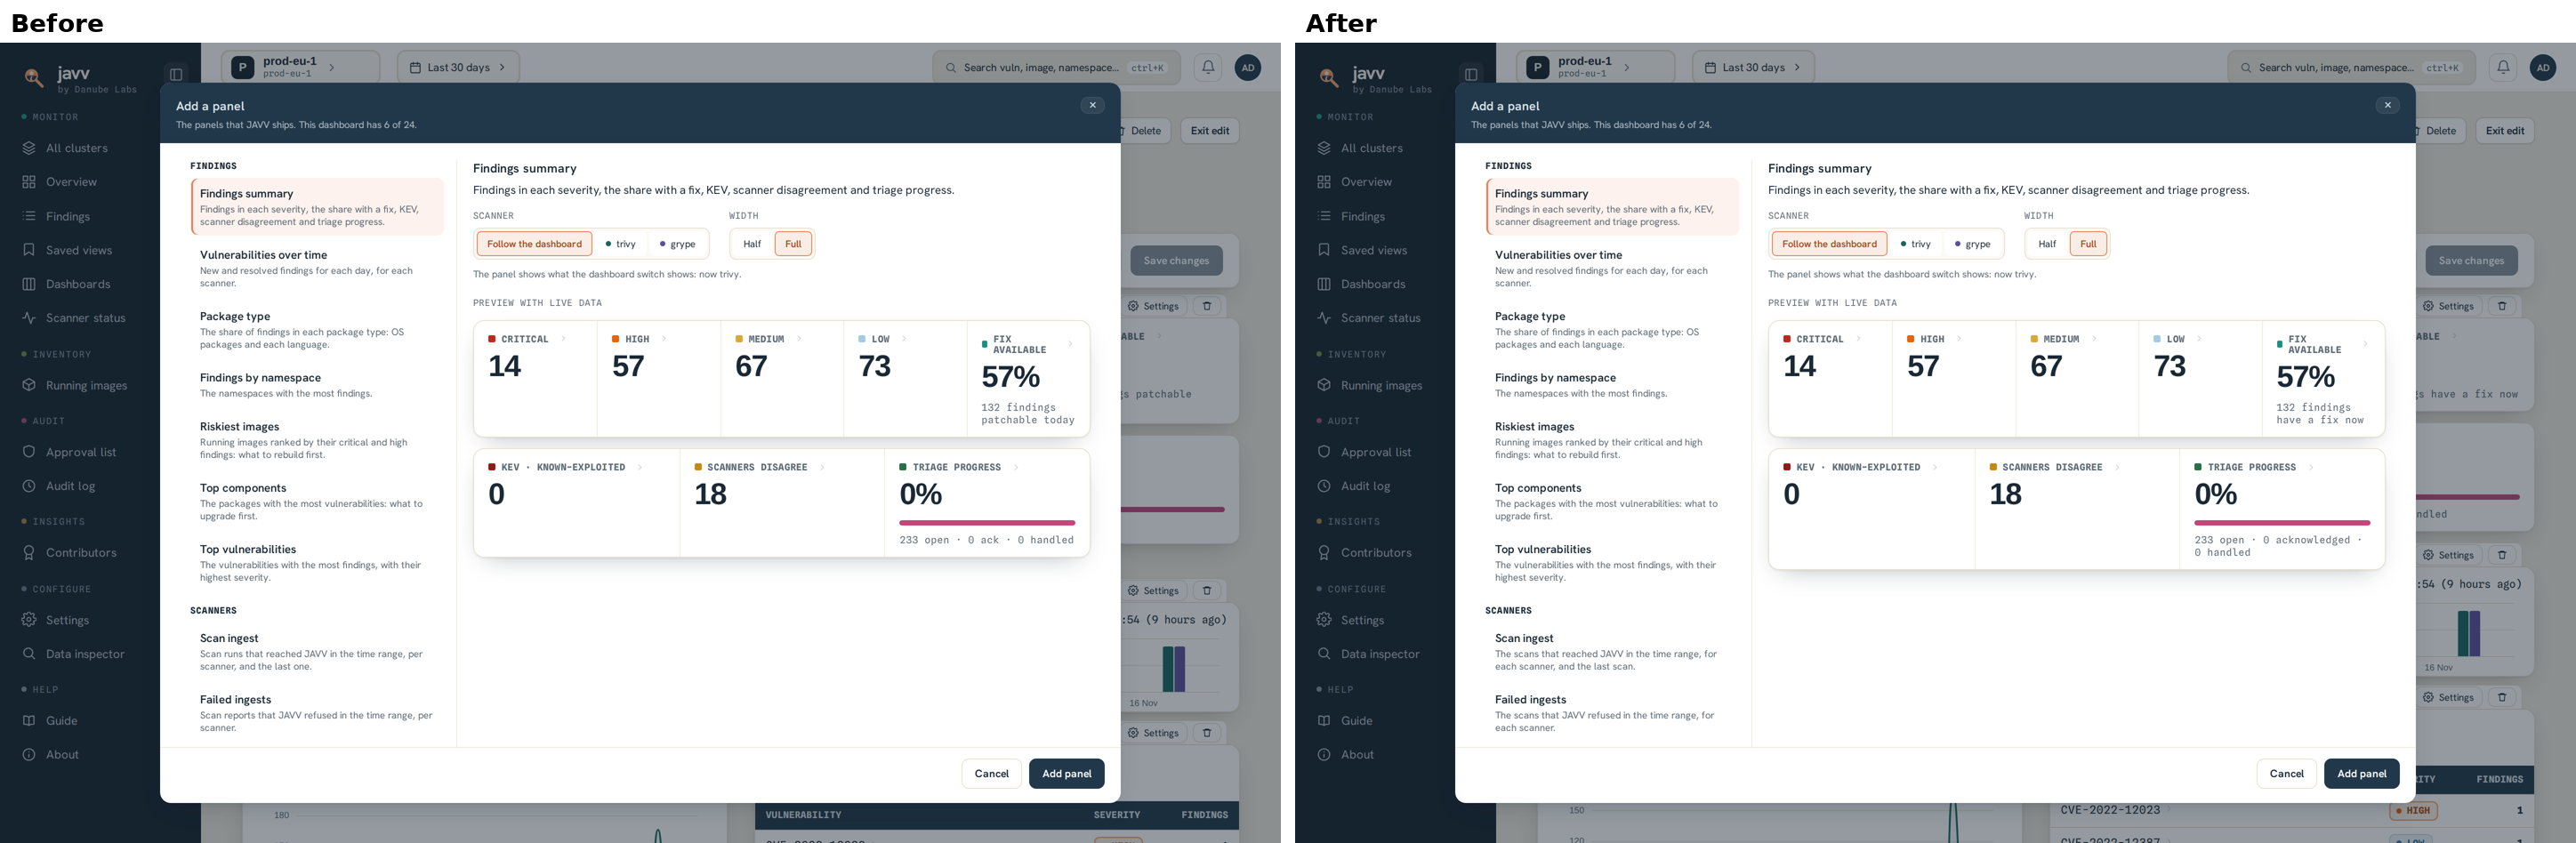 Before
javv
by Danube Labs
P
prod-eu-1
prod-eu-1
Last 30 days
Search vuln, image, namespace...
ctrl+K
AD
MONITOR
All clusters
Overview
Findings
Saved views
Dashboards
Scanner status
INVENTORY
Running images
AUDIT
Approval list
Audit log
INSIGHTS
Contributors
CONFIGURE
Settings
Data inspector
HELP
Guide
About
Delete
Exit edit
Save changes
Settings
ABLE
gs patchable
Settings
:54 (9 hours ago)
16 Nov
Settings
180
VULNERABILITY
SEVERITY
FINDINGS
Add a panel
The panels that JAVV ships. This dashboard has 6 of 24.
FINDINGS
Findings summary
Findings in each severity, the share with a fix, KEV,
scanner disagreement and triage progress.
Vulnerabilities over time
New and resolved findings for each day, for each
scanner.
Package type
The share of findings in each package type: OS
packages and each language.
Findings by namespace
The namespaces with the most findings.
Riskiest images
Running images ranked by their critical and high
findings: what to rebuild first.
Top components
The packages with the most vulnerabilities: what to
upgrade first.
Top vulnerabilities
The vulnerabilities with the most findings, with their
highest severity.
SCANNERS
Scan ingest
Scan runs that reached JAVV in the time range, per
scanner, and the last one.
Failed ingests
Scan reports that JAVV refused in the time range, per
scanner.
Findings summary
Findings in each severity, the share with a fix, KEV, scanner disagreement and triage progress.
SCANNER
WIDTH
Follow the dashboard
trivy
grype
Half
Full
The panel shows what the dashboard switch shows: now trivy.
PREVIEW WITH LIVE DATA
CRITICAL
14
HIGH
57
MEDIUM
67
LOW
73
FIX
AVAILABLE
57%
132 findings
patchable today
KEV · KNOWN-EXPLOITED
0
SCANNERS DISAGREE
18
TRIAGE PROGRESS
0%
233 open · 0 ack · 0 handled
Cancel
Add panel
After
javv
by Danube Labs
P
prod-eu-1
prod-eu-1
Last 30 days
Search vuln, image, namespace...
ctrl+K
AD
MONITOR
All clusters
Overview
Findings
Saved views
Dashboards
Scanner status
INVENTORY
Running images
AUDIT
Approval list
Audit log
INSIGHTS
Contributors
CONFIGURE
Settings
Data inspector
HELP
Guide
About
Delete
Exit edit
Save changes
Settings
ABLE
gs have a fix now
ndled
Settings
:54 (9 hours ago)
16 Nov
Settings
RITY
FINDINGS
150
CVE-2022-12023
HIGH
1
120
Add a panel
The panels that JAVV ships. This dashboard has 6 of 24.
FINDINGS
Findings summary
Findings in each severity, the share with a fix, KEV,
scanner disagreement and triage progress.
Vulnerabilities over time
New and resolved findings for each day, for each
scanner.
Package type
The share of findings in each package type: OS
packages and each language.
Findings by namespace
The namespaces with the most findings.
Riskiest images
Running images ranked by their critical and high
findings: what to rebuild first.
Top components
The packages with the most vulnerabilities: what to
upgrade first.
Top vulnerabilities
The vulnerabilities with the most findings, with their
highest severity.
SCANNERS
Scan ingest
The scans that reached JAVV in the time range, for
each scanner, and the last scan.
Failed ingests
The scans that JAVV refused in the time range, for
each scanner.
Findings summary
Findings in each severity, the share with a fix, KEV, scanner disagreement and triage progress.
SCANNER
WIDTH
Follow the dashboard
trivy
grype
Half
Full
The panel shows what the dashboard switch shows: now trivy.
PREVIEW WITH LIVE DATA
CRITICAL
14
HIGH
57
MEDIUM
67
LOW
73
FIX
AVAILABLE
57%
132 findings
have a fix now
KEV · KNOWN-EXPLOITED
0
SCANNERS DISAGREE
18
TRIAGE PROGRESS
0%
233 open · 0 acknowledged ·
0 handled
Cancel
Add panel